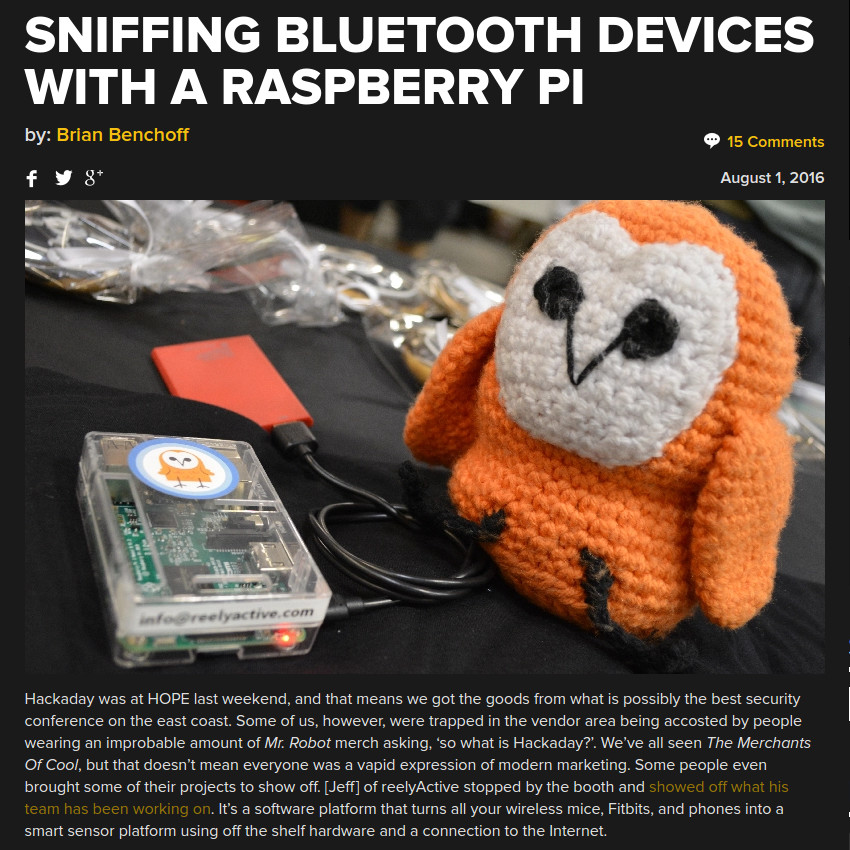 SNIFFING BLUETOOTH DEVICES
WITH A RASPBERRY PI
by: Brian Benchoff
15 Comments
August 1, 2016
info@reelyactive.com
Hackaday was at HOPE last weekend, and that means we got the goods from what is possibly the best security
conference on the east coast. Some of us, however, were trapped in the vendor area being accosted by people
wearing an improbable amount of Mr. Robot merch asking, ‘so what is Hackaday?’. We’ve all seen The Merchants
Of Cool, but that doesn’t mean everyone was a vapid expression of modern marketing. Some people even
brought some of their projects to show off. [Jeff] of reelyActive stopped by the booth and showed off what his
team has been working on. It’s a software platform that turns all your wireless mice, Fitbits, and phones into a
smart sensor platform using off the shelf hardware and a connection to the Internet.